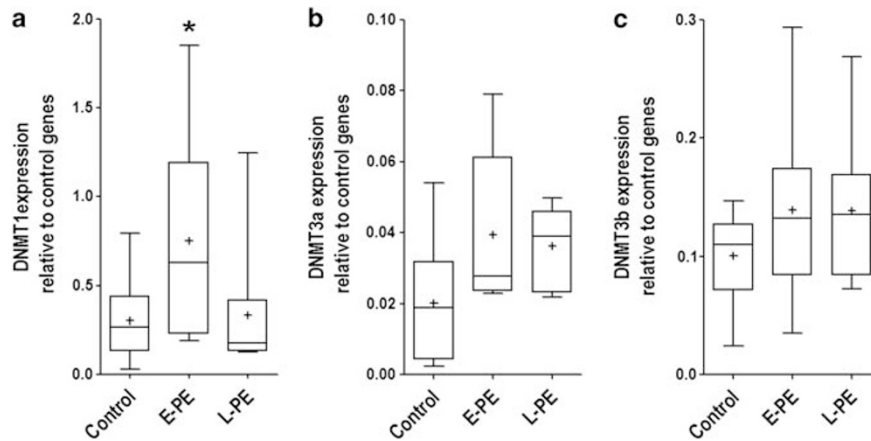 a
DNMT1expression
relative to control genes
2.0
1.5
1.0
0.5
0.0
*
Control
E-PE
L-PE
b
DNMT3a expression
relative to control genes
0.10
0.08
0.06
0.04
0.02
0.00
Control
E-PE
L-PE
c
DNMT3b expression
relative to control genes
0.3
0.2
0.1
0.0
Control
E-PE
L-PE